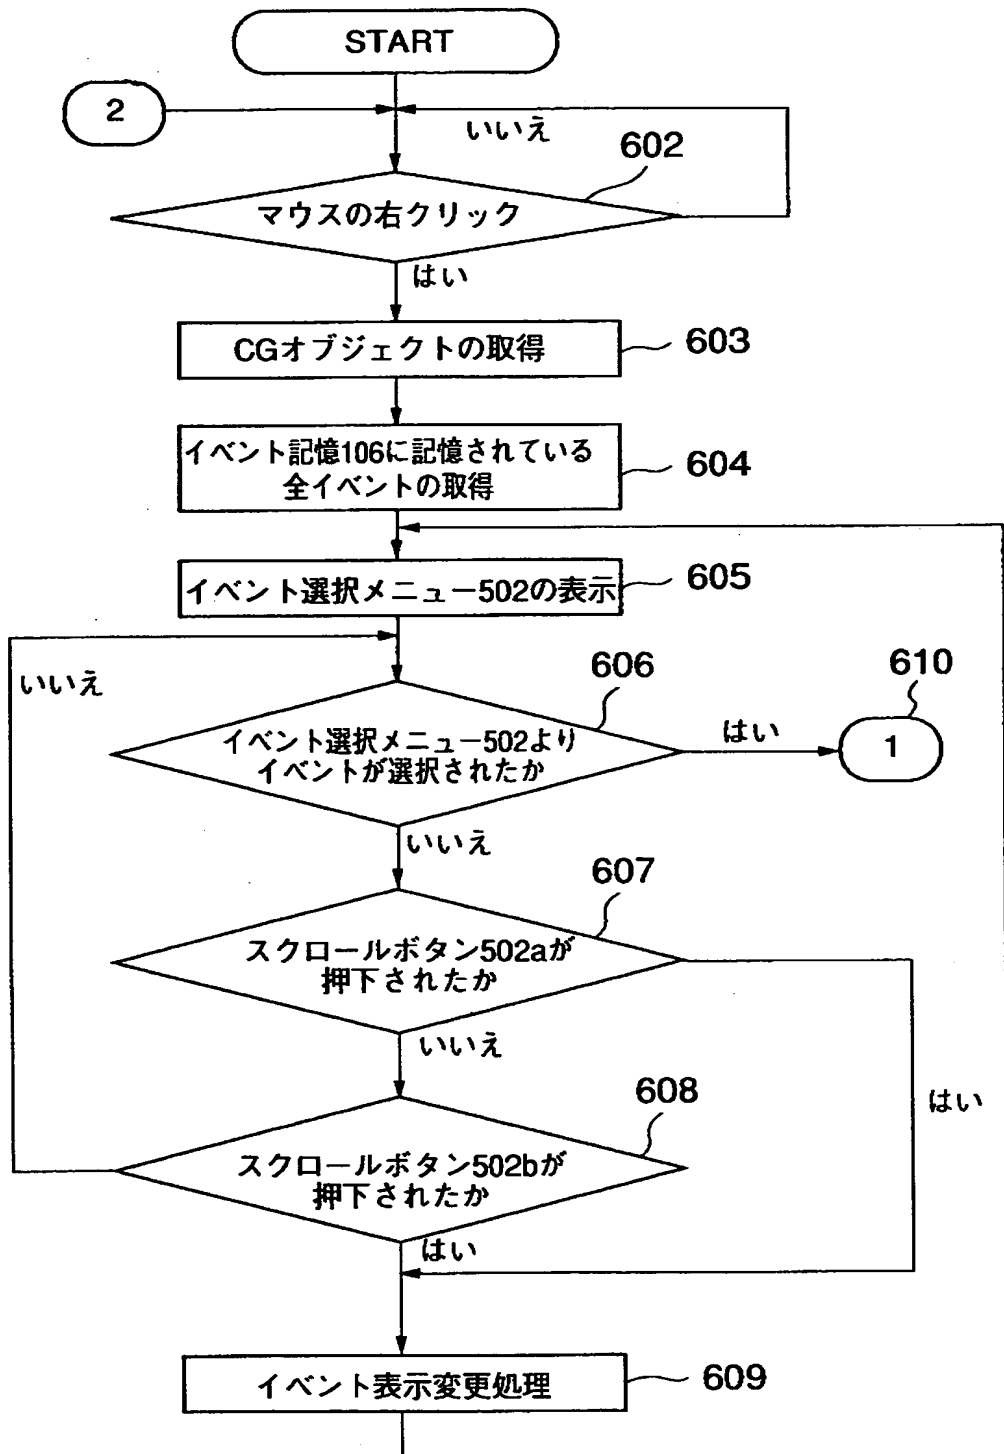 START
2
いいえ
602
マウスの右クリック
はい
CGオブジェクトの取得
603
イベント記憶106に記憶されている
全イベントの取得
604
イベント選択メニュー502の表示
605
いいえ
606
610
イベント選択メニュー502より
イベントが選択されたか
はい
1
いいえ
607
スクロールボタン502aが
押下されたか
いいえ
はい
608
スクロールボタン502bが
押下されたか
はい
イベント表示変更処理
609